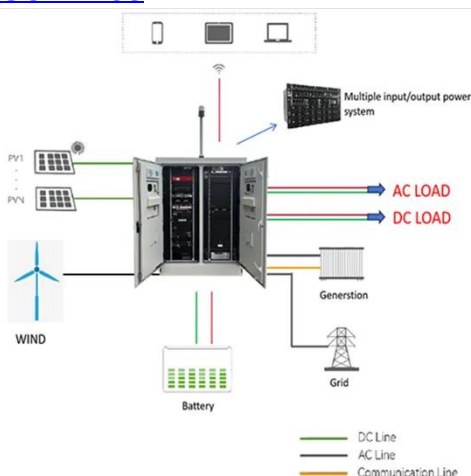 Multiple input/output power
system
PV1
PVN
AC LOAD
DC LOAD
Generstion
WIND
Grid
Battery
DC Line
AC Line
Communication Line